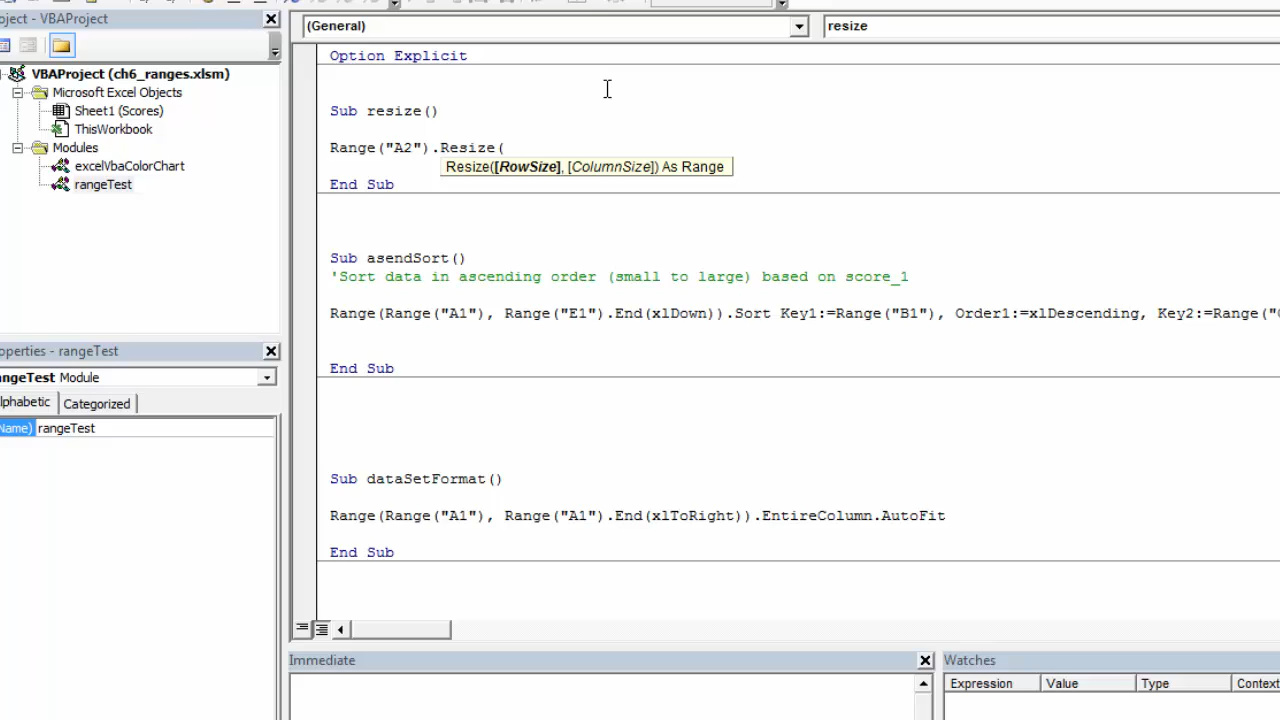 oject - VBAProject
VBAProject (ch6_ranges.xlsm)
Microsoft Excel Objects
Sheet1 (Scores)
ThisWorkbook
Modules
excelVbaColorChart
rangeTest
operties - rangeTest
angeTest Module
lphabetic Categorized
Name) rangeTest
(General) resize
Option Explicit
Sub resize()
Range("A2").Resize(
Resize([RowSize], [ColumnSize]) As Range
End Sub
Sub asendSort()
'Sort data in ascending order (small to large) based on score_1
Range(Range("A1"), Range("E1").End(xlDown)).Sort Key1:=Range("B1"), Order1:=xlDescending, Key2:=Range("
End Sub
Sub dataSetFormat()
Range(Range("A1"), Range("A1").End(xlToRight)).EntireColumn.AutoFit
End Sub
Immediate
Watches
Expression Value Type Context